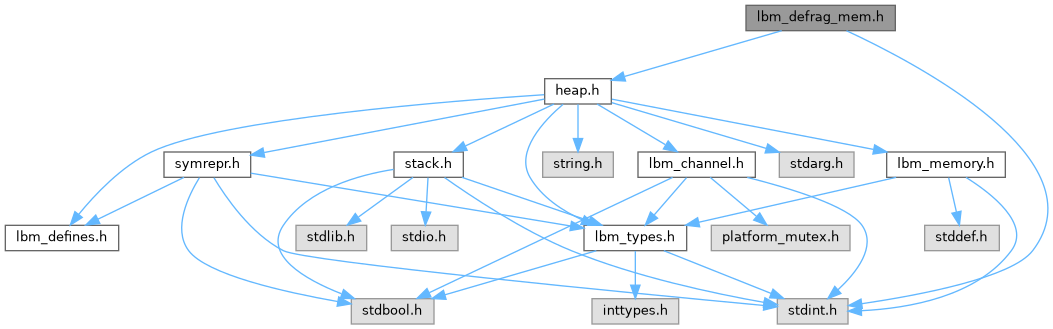 lbm_defrag_mem.h
heap.h
symrepr.h
stack.h
string.h
lbm_channel.h
stdarg.h
lbm_memory.h
lbm_defines.h
stdlib.h
stdio.h
lbm_types.h
platform_mutex.h
stddef.h
stdbool.h
inttypes.h
stdint.h